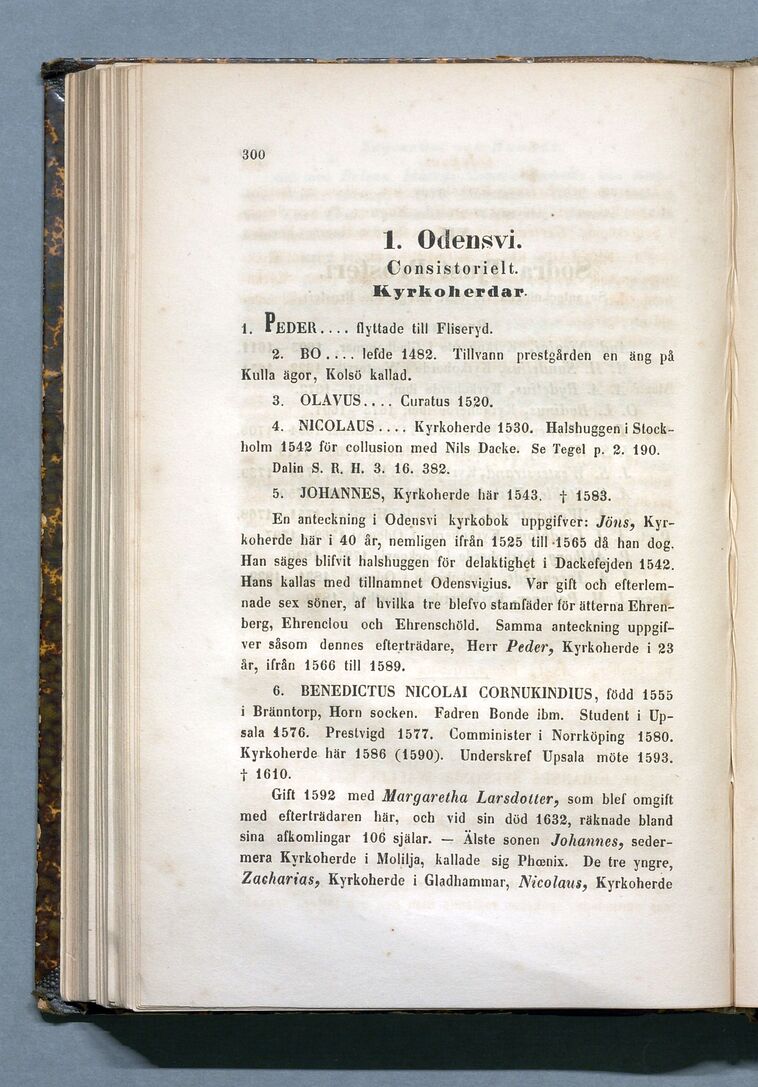 300
1. Odensvi.
Consistorielt.
Kyrkoherdar.
1. PEDER.... flyttade till Fliseryd.
2. BO.... lefde 1482. Tillvann prestgården en äng på
Kulla ägor, Kolsö kallad.
3. OLAVUS.... Curatus 1520.
4. NICOLAUS.... Kyrkoherde 1530. Halshuggen i Stock-
holm 1542 för collusion med Nils Dacke. Se Tegel p. 2. 190.
Dalin S. R. H. 3. 16. 382.
5. JOHANNES, Kyrkoherde här 1543. † 1583.
En anteckning i Odensvi kyrkobok uppgifver: Jöns, Kyr-
koherde här i 40 år, nemligen ifrån 1525 till 1565 då han dog.
Han säges blifvit halshuggen för delaktighet i Dackefejden 1542.
Hans kallas med tillnamnet Odensvigius. Var gift och efterlem-
nade sex söner, af hvilka tre blefvo stamfäder för ätterna Ehren-
berg, Ehrenclou och Ehrenschöld. Samma anteckning uppgif-
ver såsom dennes efterträdare, Herr Peder, Kyrkoherde i 23
år, ifrån 1566 till 1589.
6. BENEDICTUS NICOLAI CORNUKINDIUS, född 1555
i Bränntorp, Horn socken. Fadren Bonde ibm. Student i Up-
sala 1576. Prestvigd 1577. Comminister i Norrköping 1580.
Kyrkoherde här 1586 (1590). Underskref Upsala möte 1593.
† 1610.
Gift 1592 med Margaretha Larsdotter, som blef omgift
med efterträdaren här, och vid sin död 1632, räknade bland
sina afkomlingar 106 själar. — Älste sonen Johannes, seder-
mera Kyrkoherde i Molilja, kallade sig Phœnix. De tre yngre,
Zacharias, Kyrkoherde i Gladhammar, Nicolaus, Kyrkoherde